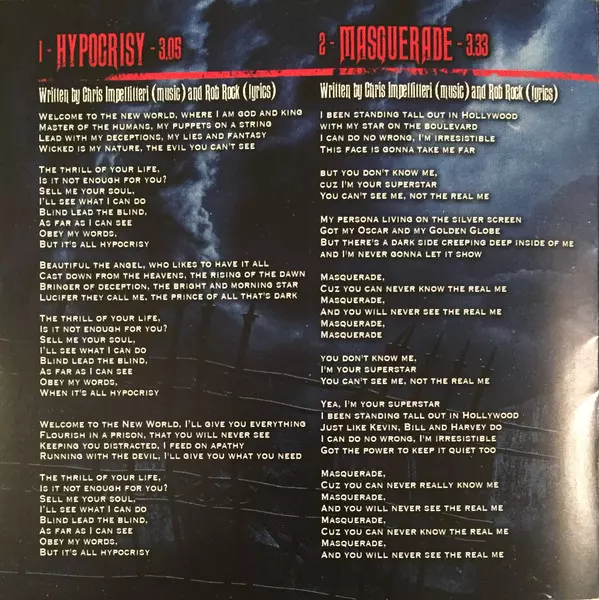 1 - HYPOCRISY - 3.05
Written by Chris Impellitteri (music) and Rob Rock (lyrics)
Welcome to the new world, where I am god and king
Master of the humans, my puppets on a string
Lead with my deceptions, my lies and fantasy
Wicked is my nature, the evil you can't see
The thrill of your life,
Is it not enough for you?
Sell me your soul,
I'll see what I can do
Blind lead the blind,
As far as I can see
Obey my words,
But it's all hypocrisy
Beautiful the angel, who likes to have it all
Cast down from the heavens, the rising of the dawn
Bringer of deception, the bright and morning star
Lucifer they call me, the prince of all that's dark
The thrill of your life,
Is it not enough for you?
Sell me your soul,
I'll see what I can do
Blind lead the blind,
As far as I can see
Obey my words,
When it's all hypocrisy
Welcome to the New World, I'll give you everything
Flourish in a prison, that you will never see
Keeping you distracted, I feed on apathy
Running with the devil, I'll give you what you need
The thrill of your life,
Is it not enough for you?
Sell me your soul,
I'll see what I can do
Blind lead the blind,
As far as I can see
Obey my words,
But it's all hypocrisy
2 - MASQUERADE - 3.33
Written by Chris Impellitteri (music) and Rob Rock (lyrics)
I been standing tall out in Hollywood
with my star on the boulevard
I can do no wrong, I'm irresistible
This face is gonna take me far
But you don't know me,
cuz I'm your superstar
You can't see me, not the real me
My persona living on the silver screen
Got my Oscar and my Golden Globe
But there's a dark side creeping deep inside of me
and I'm never gonna let it show
Masquerade,
Cuz you can never know the real me
Masquerade,
And you will never see the real me
Masquerade,
Masquerade
You don't know me,
I'm your superstar
You can't see me, not the real me
Yea, I'm your superstar
I been standing tall out in Hollywood
Just like Kevin, Bill and Harvey do
I can do no wrong, I'm irresistible
Got the power to keep it quiet too
Masquerade,
Cuz you can never really know me
Masquerade,
And you will never see the real me
Masquerade,
Cuz you can never know the real me
Masquerade,
And you will never see the real me